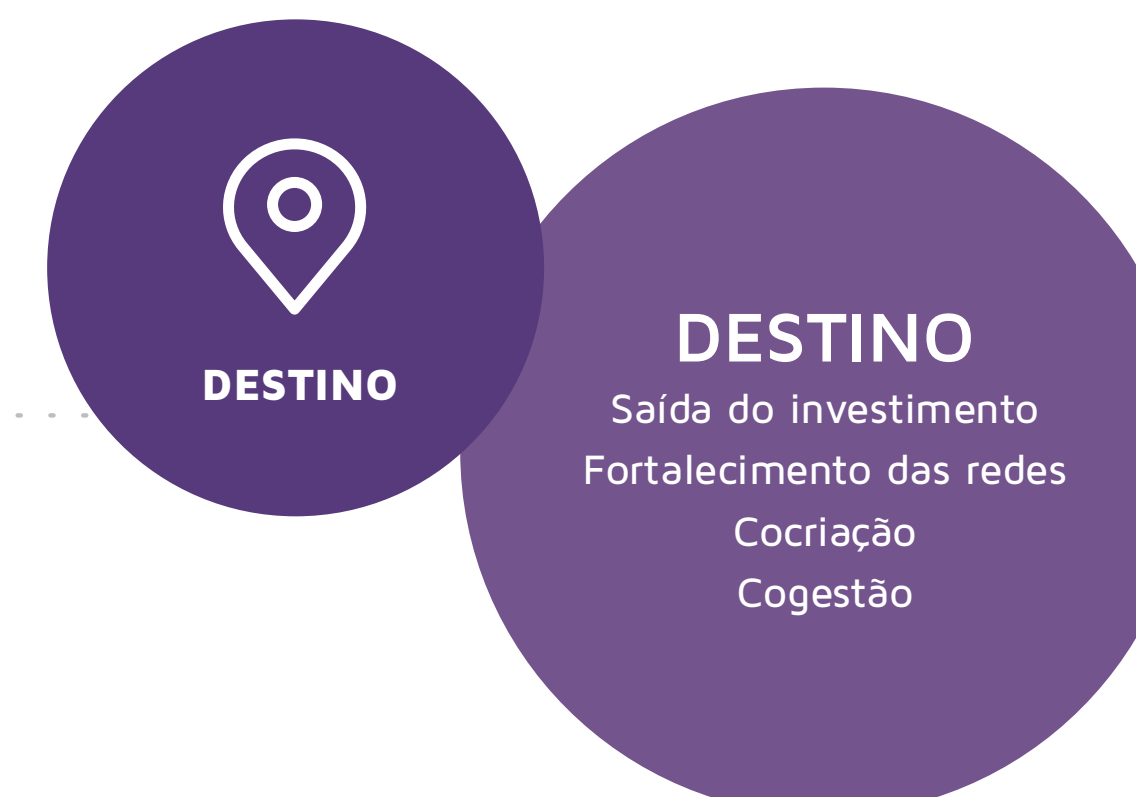 DESTINO
DESTINO
Saída do investimento
Fortalecimento das redes
Cocriação
Cogestão